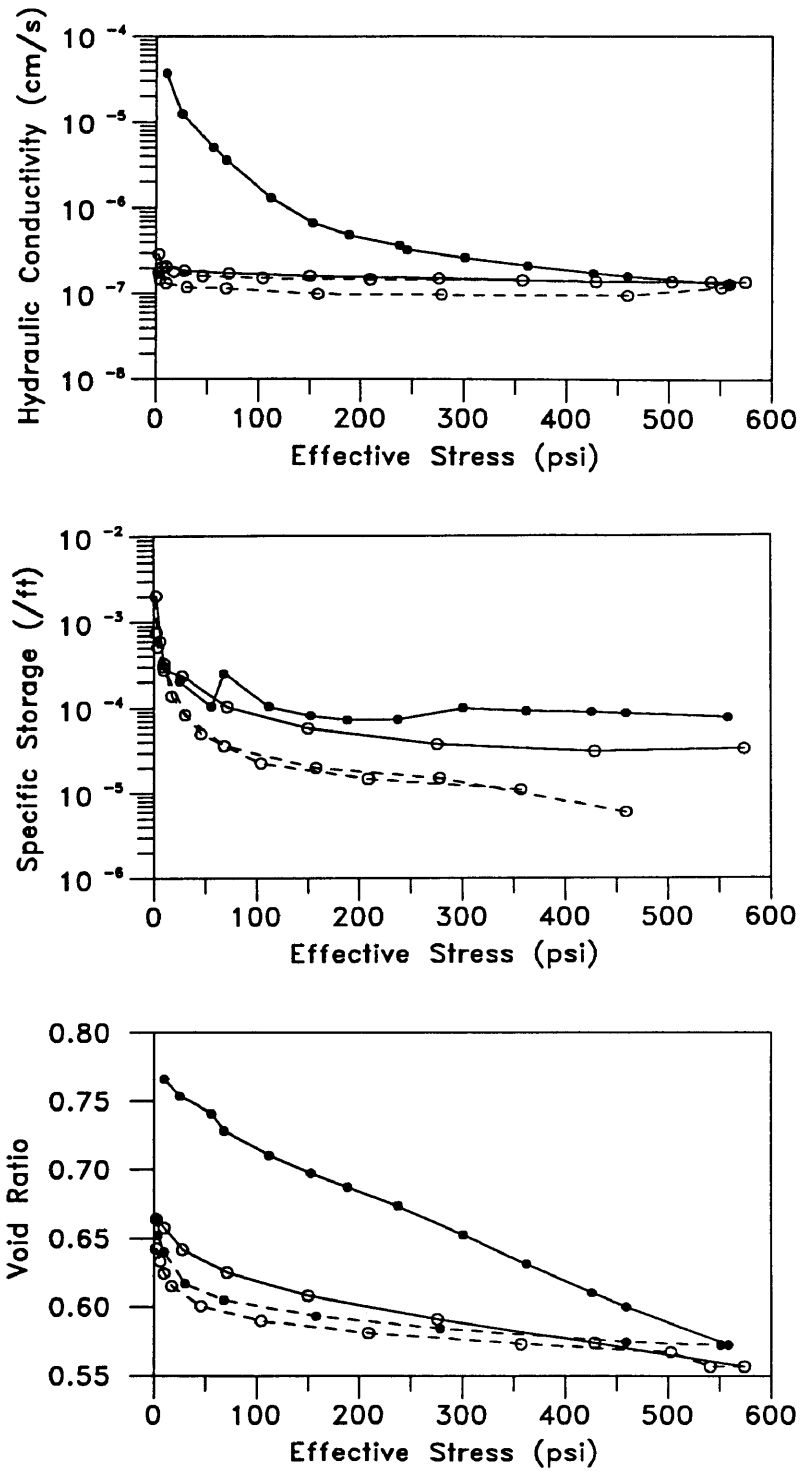 Hydraulic Conductivity (cm/s)
10 -4
10 -5
10 -6
10 -7
10 -8
0 100 200 300 400 500 600
Effective Stress (psi)
Specific Storage (/ft)
10 -2
10 -3
10 -4
10 -5
10 -6
0 100 200 300 400 500 600
Effective Stress (psi)
Void Ratio
0.80
0.75
0.70
0.65
0.60
0.55
0 100 200 300 400 500 600
Effective Stress (psi)